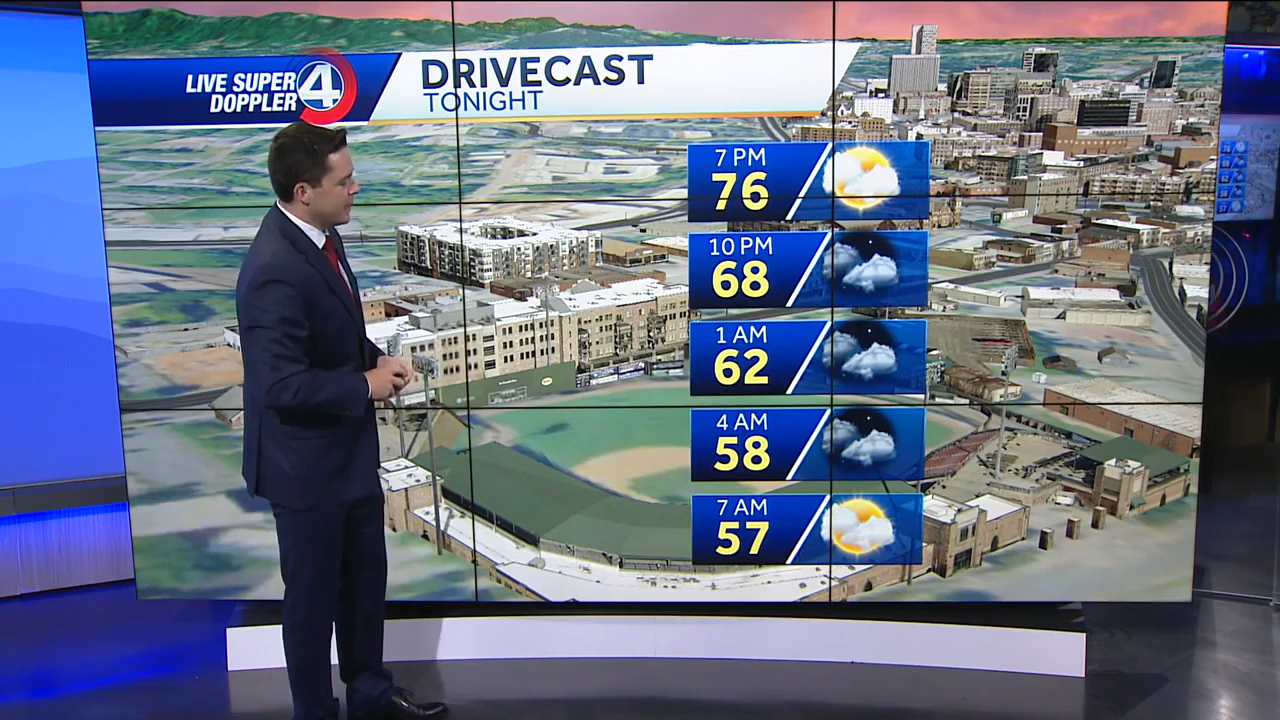 LIVE SUPER
DOPPLER 4
DRIVECAST
TONIGHT
7 PM
76
10 PM
68
1 AM
62
4 AM
58
7 AM
57